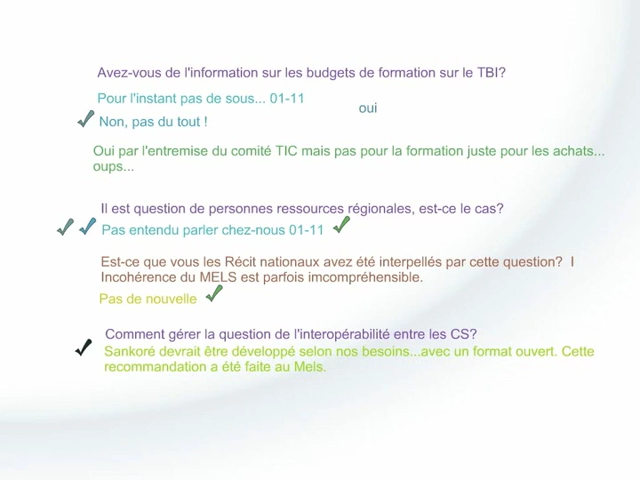 Avez-vous de l'information sur les budgets de formation sur le TBI?
Pour l'instant pas de sous... 01-11
oui
Non, pas du tout !
Oui par l'entremise du comité TIC mais pas pour la formation juste pour les achats...
oups...
Il est question de personnes ressources régionales, est-ce le cas?
Pas entendu parler chez-nous 01-11
Est-ce que vous les Récit nationaux avez été interpellés par cette question?  I
Incohérence du MELS est parfois imcompréhensible.
Pas de nouvelle
Comment gérer la question de l'interopérabilité entre les CS?
Sankoré devrait être développé selon nos besoins...avec un format ouvert. Cette
recommandation a été faite au Mels.